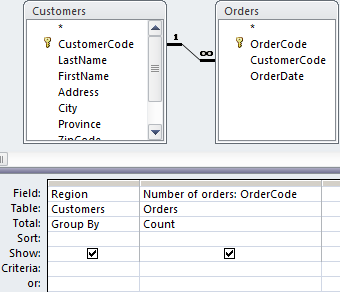 Customers
*
CustomerCode
LastName
FirstName
Address
City
Province
ZipCode
1
∞
Orders
*
OrderCode
CustomerCode
OrderDate
Field: Region Number of orders: OrderCode
Table: Customers Orders
Total: Group By Count
Sort:
Show:
Criteria:
or: